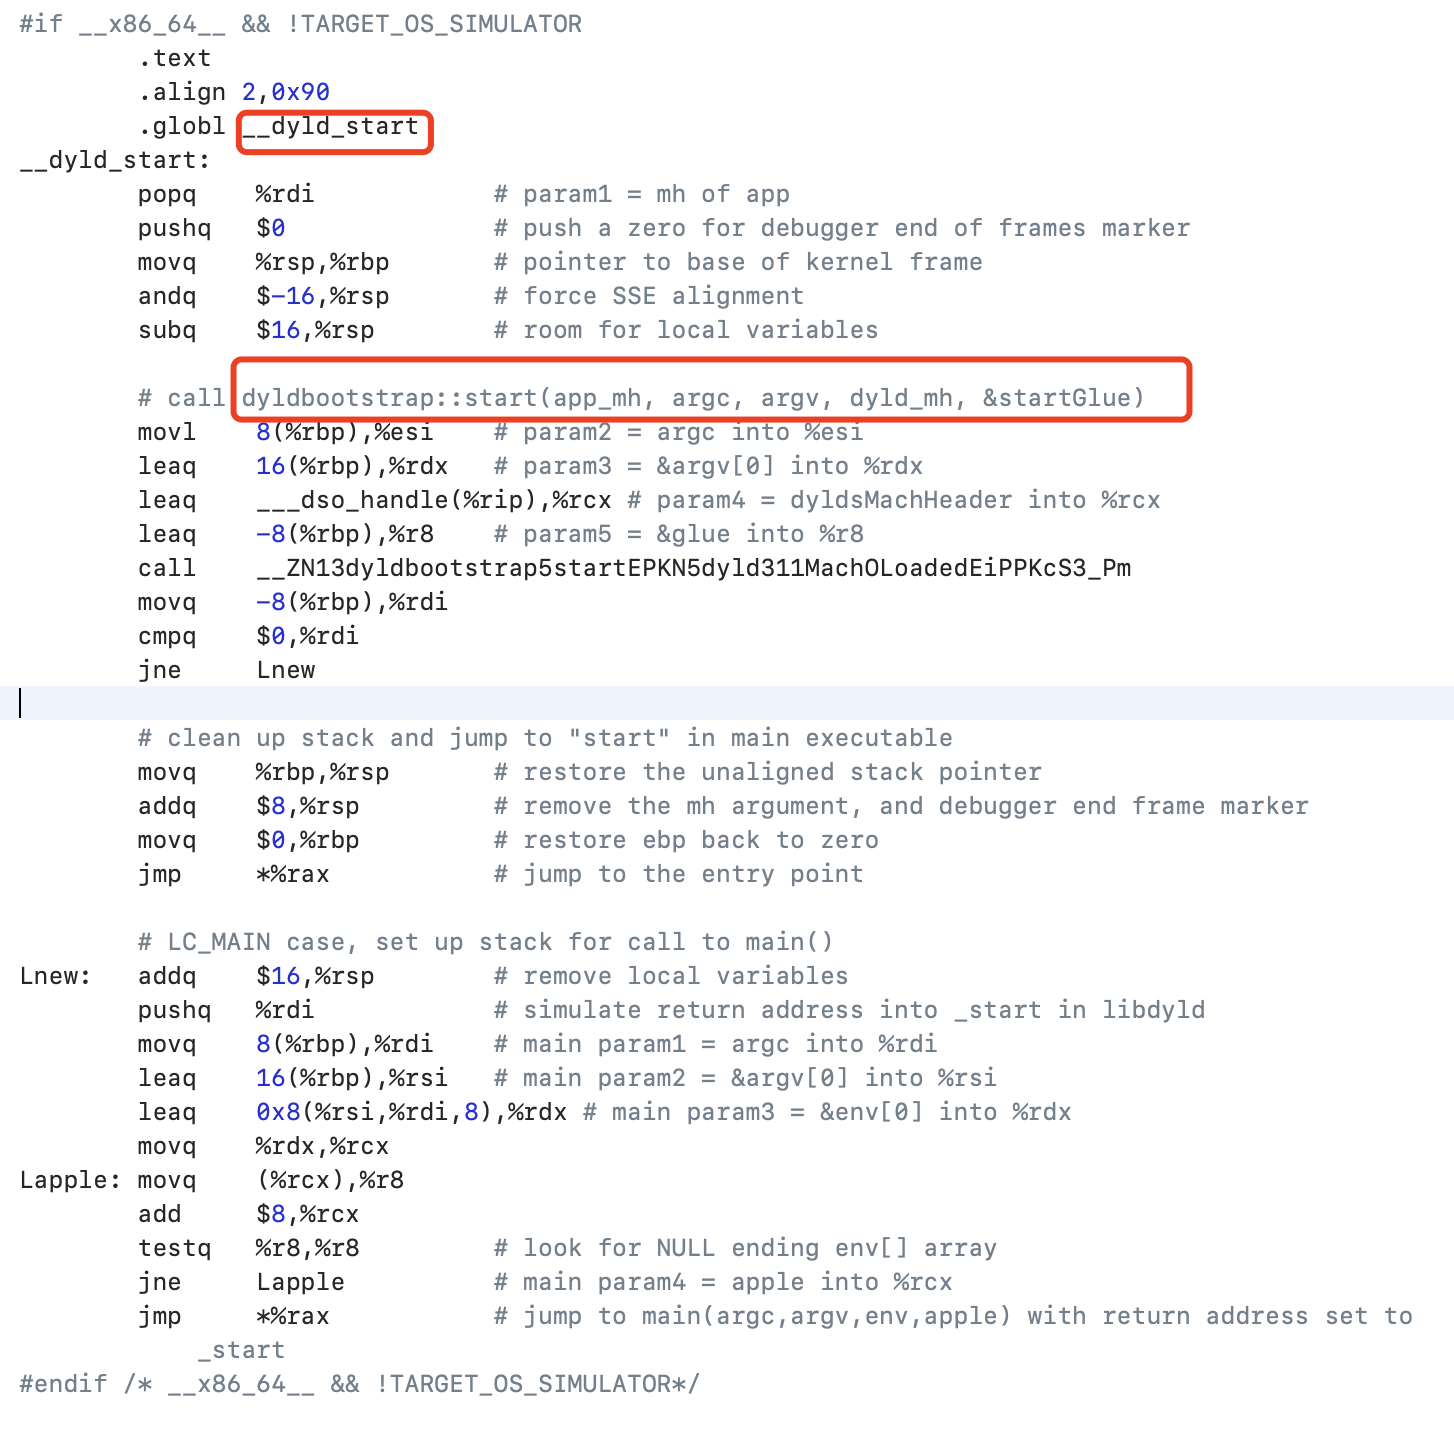 #if __x86_64__ && !TARGET_OS_SIMULATOR
.text
.align 2,0x90
.globl __dyld_start
__dyld_start:
popq %rdi # param1 = mh of app
pushq $0 # push a zero for debugger end of frames marker
movq %rsp,%rbp # pointer to base of kernel frame
andq $-16,%rsp # force SSE alignment
subq $16,%rsp # room for local variables
# call dyldbootstrap::start(app_mh, argc, argv, dyld_mh, &startGlue)
movl 8(%rbp),%esi # param2 = argc into %esi
leaq 16(%rbp),%rdx # param3 = &argv[0] into %rdx
leaq ___dso_handle(%rip),%rcx # param4 = dyldsMachHeader into %rcx
leaq -8(%rbp),%r8 # param5 = &glue into %r8
call __ZN13dyldbootstrap5startEPKN5dyld311MachOLoadedEiPPKcS3_Pm
movq -8(%rbp),%rdi
cmpq $0,%rdi
jne Lnew
# clean up stack and jump to "start" in main executable
movq %rbp,%rsp # restore the unaligned stack pointer
addq $8,%rsp # remove the mh argument, and debugger end frame marker
movq $0,%rbp # restore ebp back to zero
jmp *%rax # jump to the entry point
# LC_MAIN case, set up stack for call to main()
Lnew: addq $16,%rsp # remove local variables
pushq %rdi # simulate return address into _start in libdyld
movq 8(%rbp),%rdi # main param1 = argc into %rdi
leaq 16(%rbp),%rsi # main param2 = &argv[0] into %rsi
leaq 0x8(%rsi,%rdi,8),%rdx # main param3 = &env[0] into %rdx
movq %rdx,%rcx
Lapple: movq (%rcx),%r8
add $8,%rcx
testq %r8,%r8 # look for NULL ending env[] array
jne Lapple # main param4 = apple into %rcx
jmp *%rax # jump to main(argc,argv,env,apple) with return address set to
_start
#endif /* __x86_64__ && !TARGET_OS_SIMULATOR*/